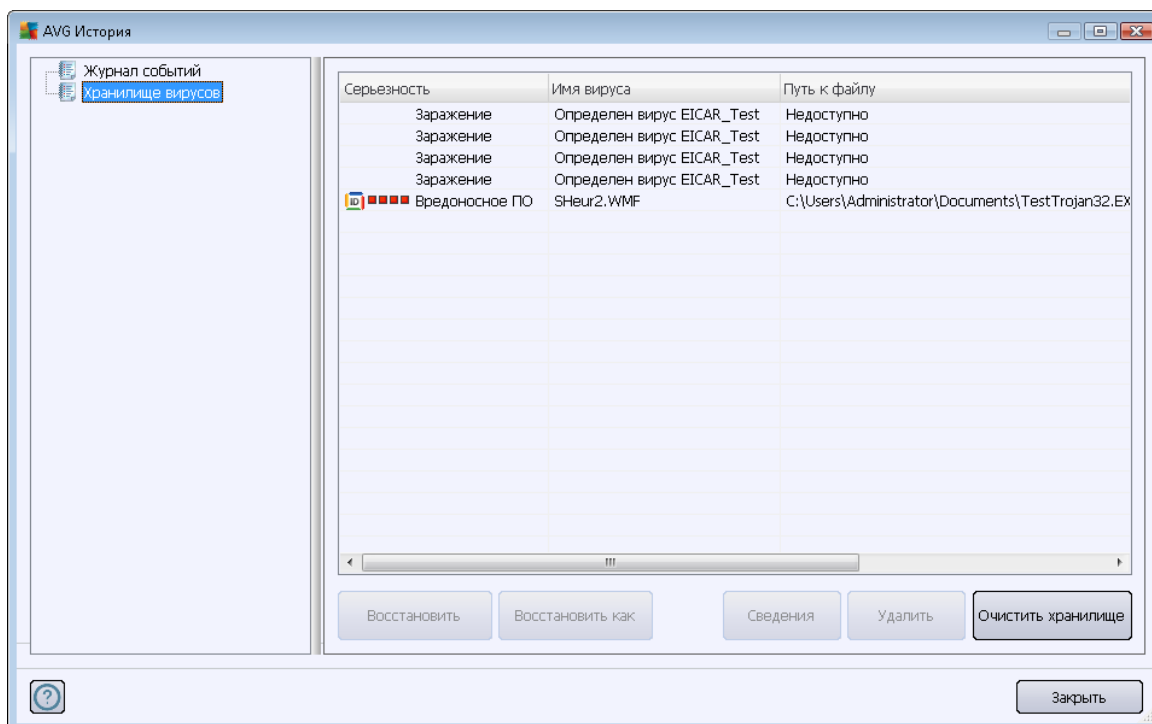 AVG История
Журнал событий
Хранилище вирусов
Серьезность Имя вируса Путь к файлу
Заражение Определен вирус EICAR_Test Недоступно
Заражение Определен вирус EICAR_Test Недоступно
Заражение Определен вирус EICAR_Test Недоступно
Заражение Определен вирус EICAR_Test Недоступно
ID Вредоносное ПО SHeur2.WMF C:\Users\Administrator\Documents\TestTrojan32.EX
Восстановить Восстановить как Сведения Удалить Очистить хранилище
? Закрыть